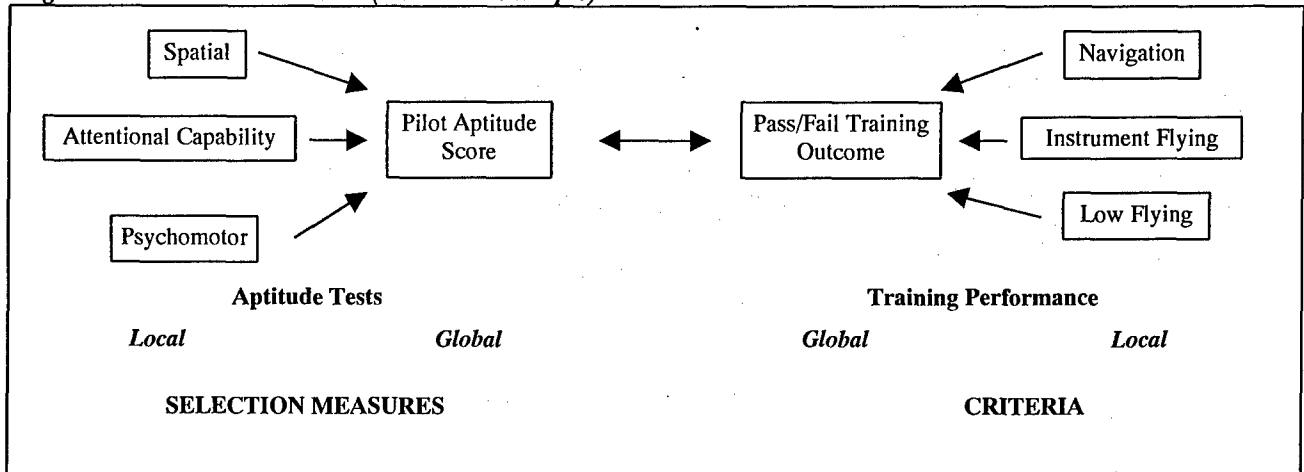 Spatial
Attentional Capability
Psychomotor
Pilot Aptitude
Score
Pass/Fail Training
Outcome
Navigation
Instrument Flying
Low Flying
Aptitude Tests
Training Performance
Local Global Global Local
SELECTION MEASURES CRITERIA